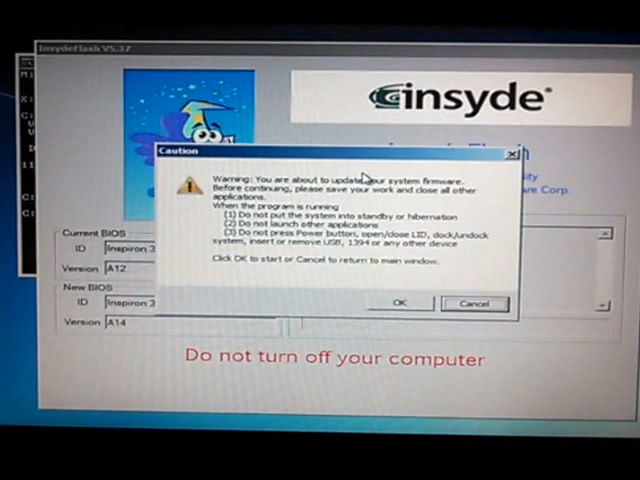 InsydeFlash V5.37
insyde®
Caution
Warning: You are about to update your system firmware.
Before continuing, please save your work and close all other
applications.
When the program is running
(1) Do not put the system into standby or hibernation
(2) Do not launch other applications
(3) Do not press Power button, open/close LID, dock/undock
system, insert or remove USB, 1394 or any other device
Click OK to start or Cancel to return to main window.
OK
Cancel
Current BIOS
ID
Inspiron 3
Version
A12
New BIOS
ID
Inspiron 3
Version
A14
Do not turn off your computer